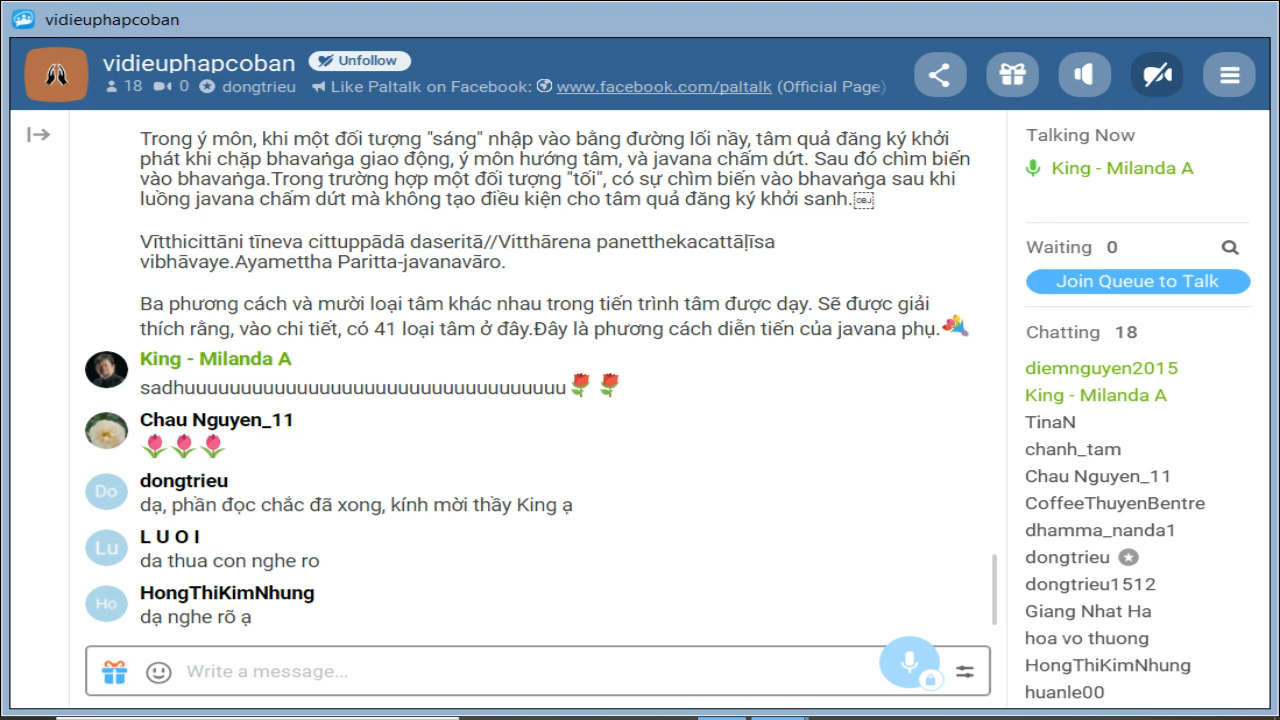 vidieuphapcoban
vidieuphapcoban Unfollow
18 0 dongtrieu Like Paltalk on Facebook: www.facebook.com/paltalk (Official Page)
Trong ý môn, khi một đối tượng "sáng" nhập vào bằng đường lối nầy, tâm quả đăng ký khởi
phát khi chặp bhavaṅga giao động, ý môn hướng tâm, và javana chấm dứt. Sau đó chìm biến
vào bhavaṅga.Trong trường hợp một đối tượng "tối", có sự chìm biến vào bhavaṅga sau khi
luồng javana chấm dứt mà không tạo điều kiện cho tâm quả đăng ký khởi sanh.
Vītthicittāni tīneva cittuppādā daseritā//Vitthārena panetthekacattāḷīsa
vibhāvaye.Ayamettha Paritta-javanavāro.
Ba phương cách và mười loại tâm khác nhau trong tiến trình tâm được dạy. Sẽ được giải
thích rằng, vào chi tiết, có 41 loại tâm ở đây.Đây là phương cách diễn tiến của javana phụ.
King - Milanda A
sadhuuuuuuuuuuuuuuuuuuuuuuuuuuuuuuuuuu
Chau Nguyen_11
Do
dongtrieu
dạ, phần đọc chắc đã xong, kính mời thầy King ạ
Lu
L U O I
da thua con nghe ro
Ho
HongThiKimNhung
dạ nghe rõ ạ
Write a message...
Talking Now
King - Milanda A
Waiting 0
Join Queue to Talk
Chatting 18
diemnguyen2015
King - Milanda A
TinaN
chanh_tam
Chau Nguyen_11
CoffeeThuyenBentre
dhamma_nanda1
dongtrieu
dongtrieu1512
Giang Nhat Ha
hoa vo thuong
HongThiKimNhung
huanle00